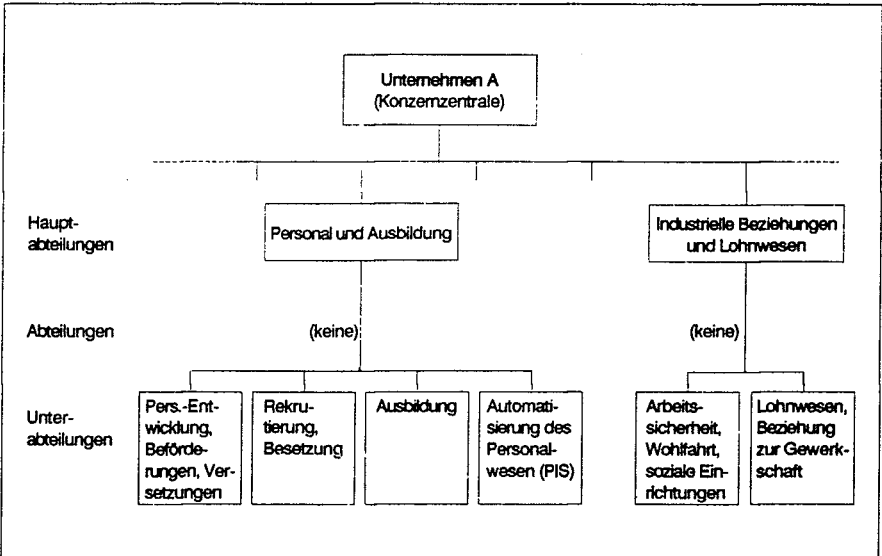 Unternehmen A
(Konzernzentrale)
Haupt-
abteilungen
Personal und Ausbildung
Industrielle Beziehungen
und Lohnwesen
Abteilungen
(keine)
(keine)
Unter-
abteilungen
Pers.-Ent-
wicklung,
Beförde-
rungen, Ver-
setzungen
Rekru-
tierung,
Besetzung
Ausbildung
Automati-
sierung des
Personal-
wesen (PIS)
Arbeits-
sicherheit,
Wohlfahrt,
soziale Ein-
richtungen
Lohnwesen,
Beziehung
zur Gewerk-
schaft